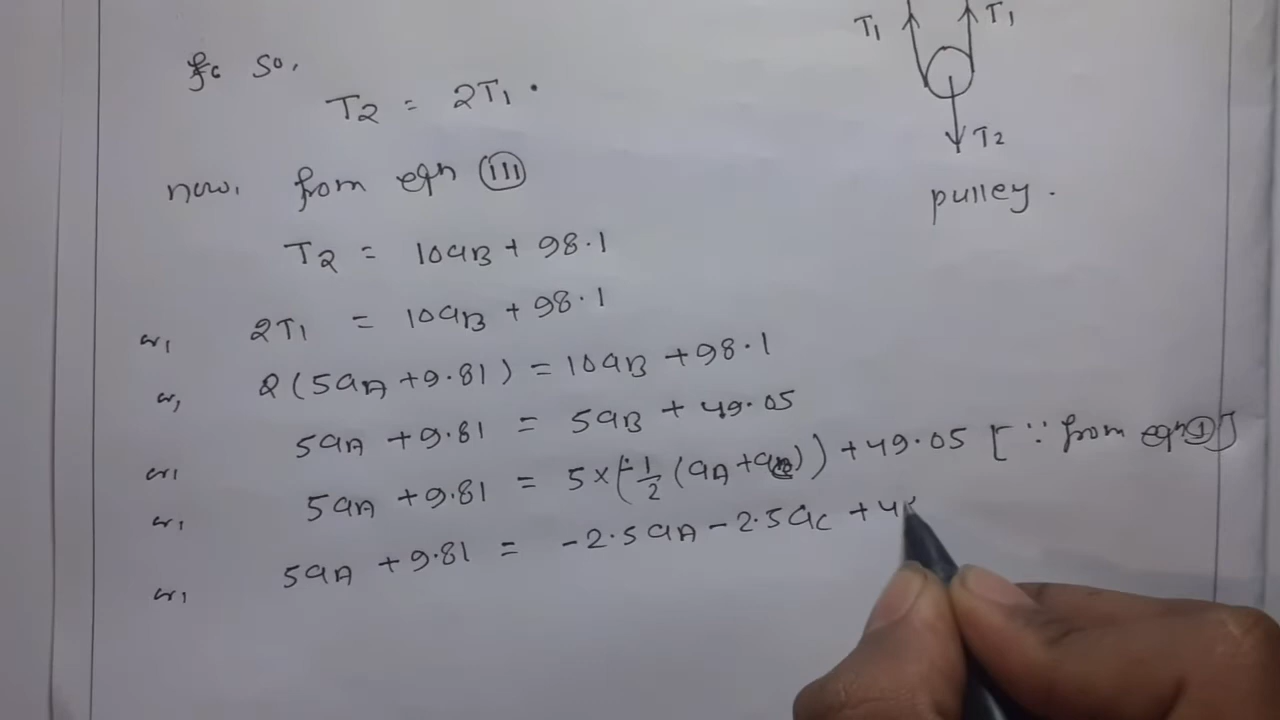 so,
T2 = 2T1.
T1 T1
T2
pulley.
now, from eqn (III)
T2 = 10aB + 98.1
or, 2T1 = 10aB + 98.1
or, 2(5aA + 9.81) = 10aB + 98.1
or, 5aA + 9.81 = 5aB + 49.05
or, 5aA + 9.81 = 5×(-1/2 (aA + aC)) + 49.05 [∵ from eqn (I)]
or, 5aA + 9.81 = -2.5aA - 2.5aC + 4